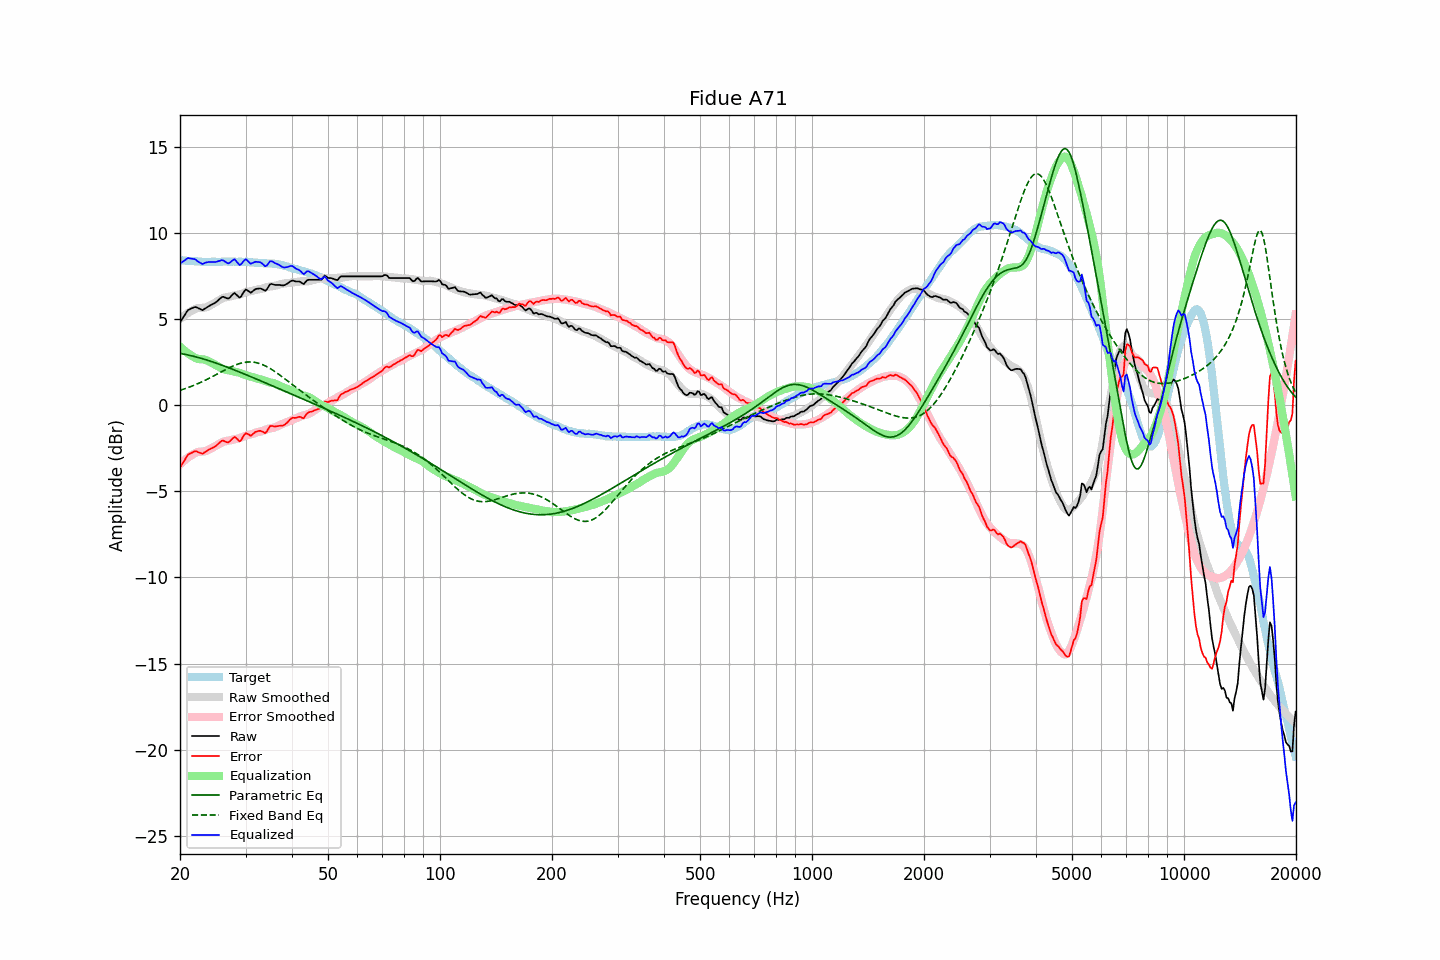 Fidue A71
Amplitude (dBr)
15
10
5
0
−5
−10
−15
−20
−25
Target
Raw Smoothed
Error Smoothed
Raw
Error
Equalization
Parametric Eq
Fixed Band Eq
Equalized
20 50 100 200 500 1000 2000 5000 10000 20000
Frequency (Hz)